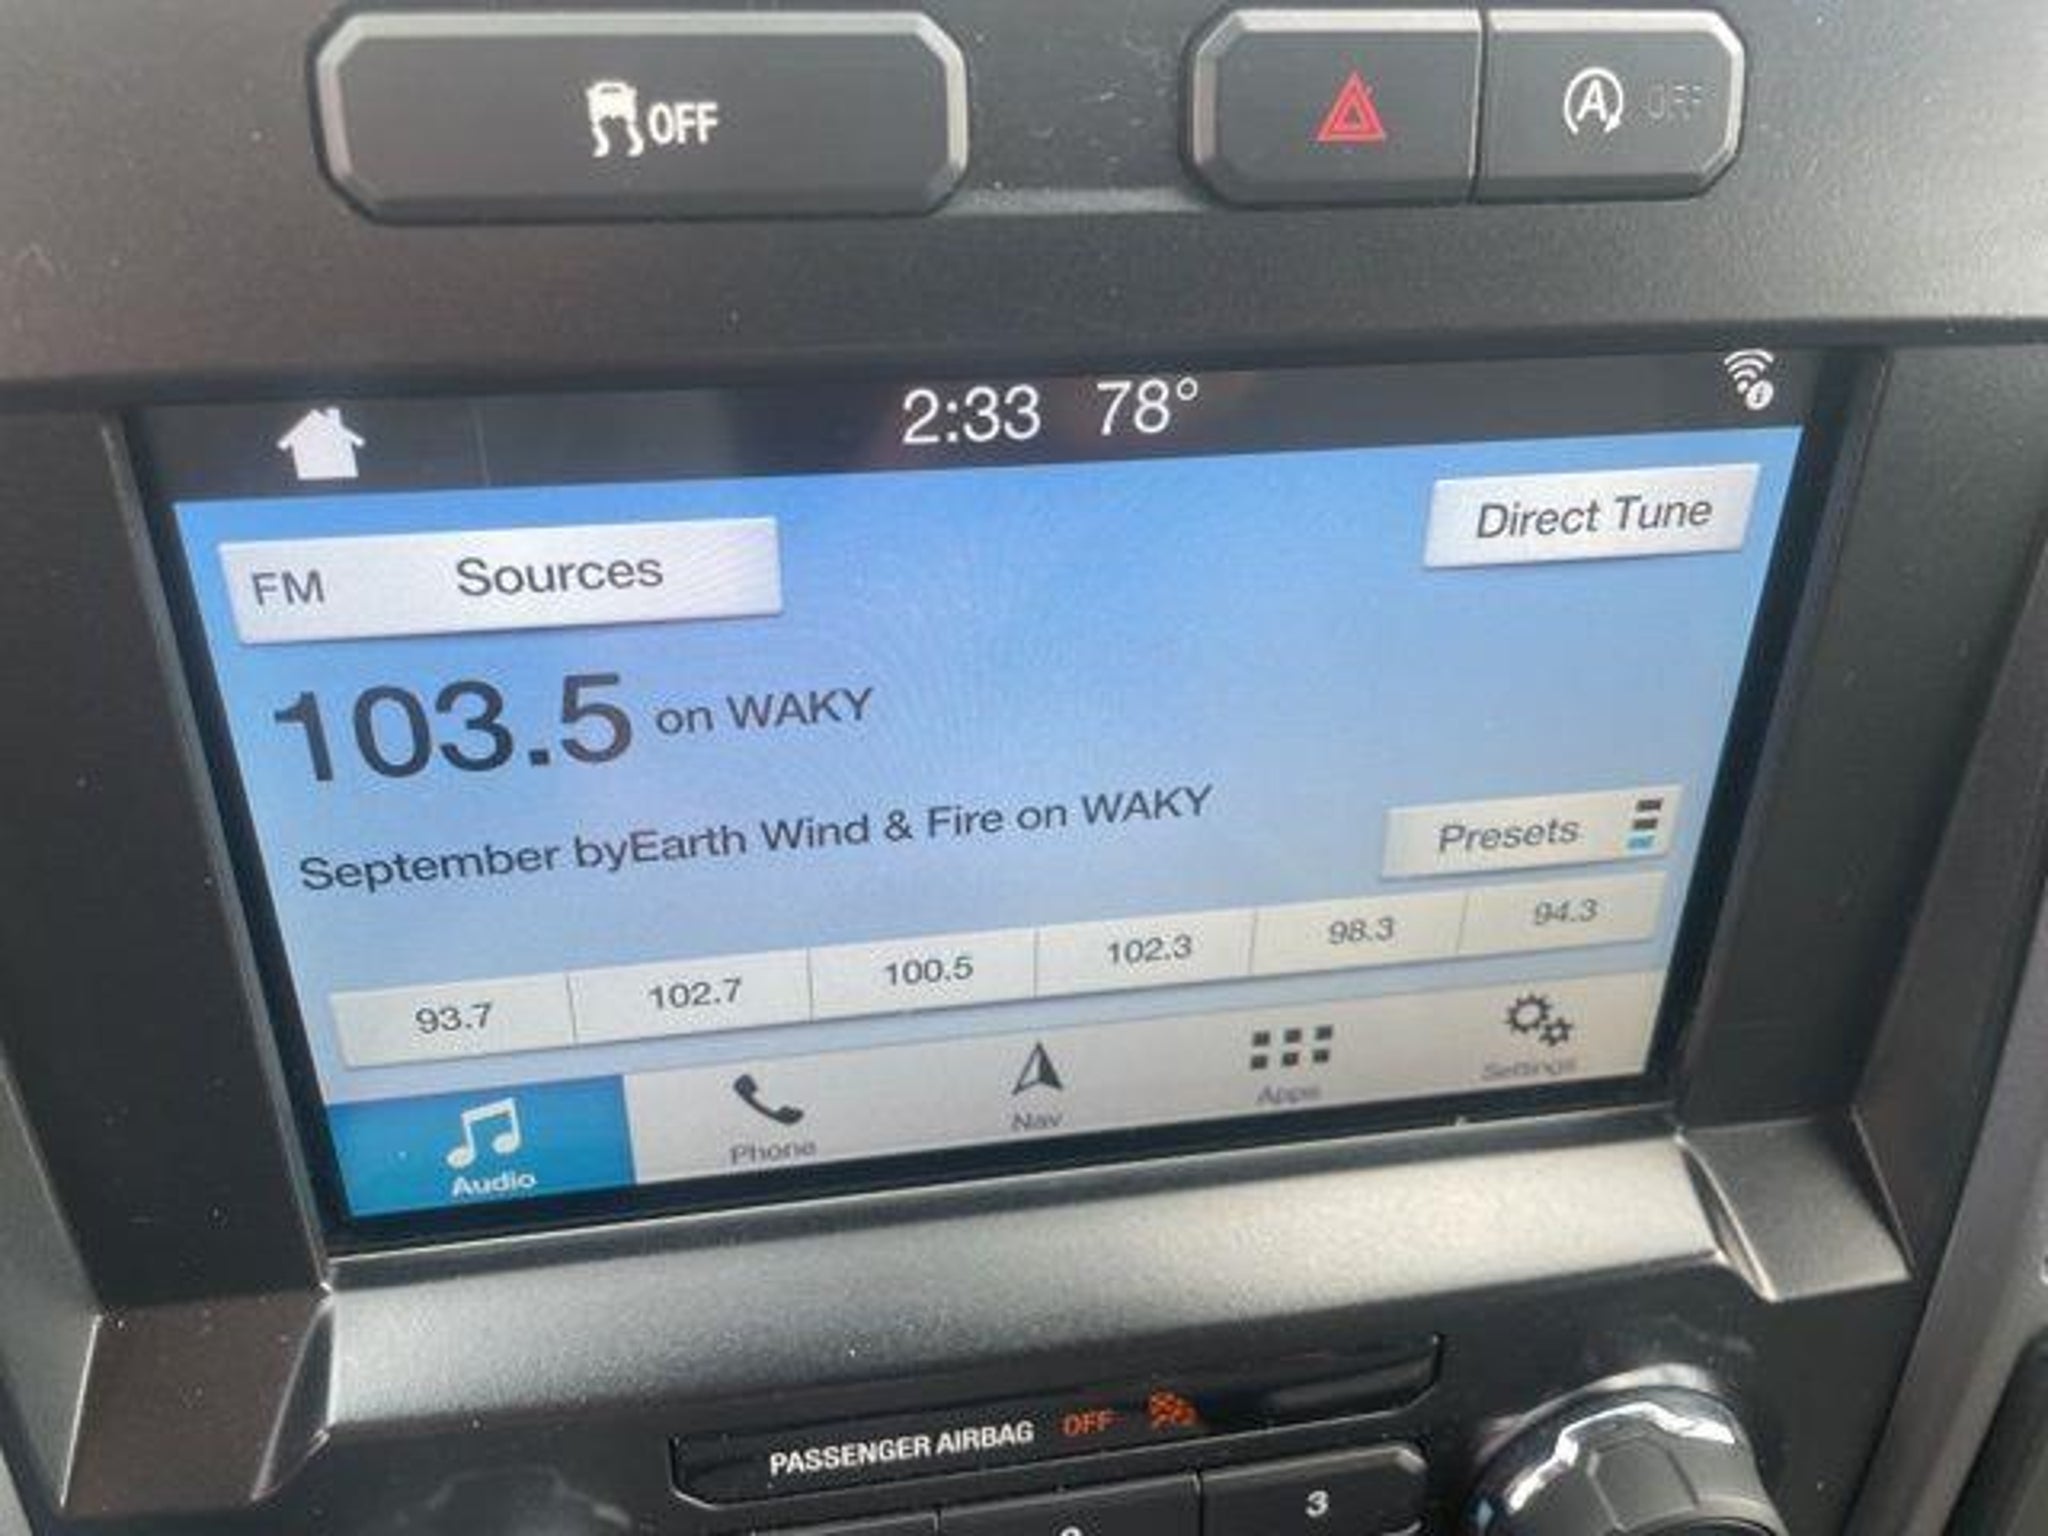 OFF
A OFF
2:33 78°
FM Sources
Direct Tune
103.5 on WAKY
September byEarth Wind & Fire on WAKY
Presets
93.7 102.7 100.5 102.3 98.3 94.3
Audio Phone Nav Apps Settings
PASSENGER AIRBAG OFF
3